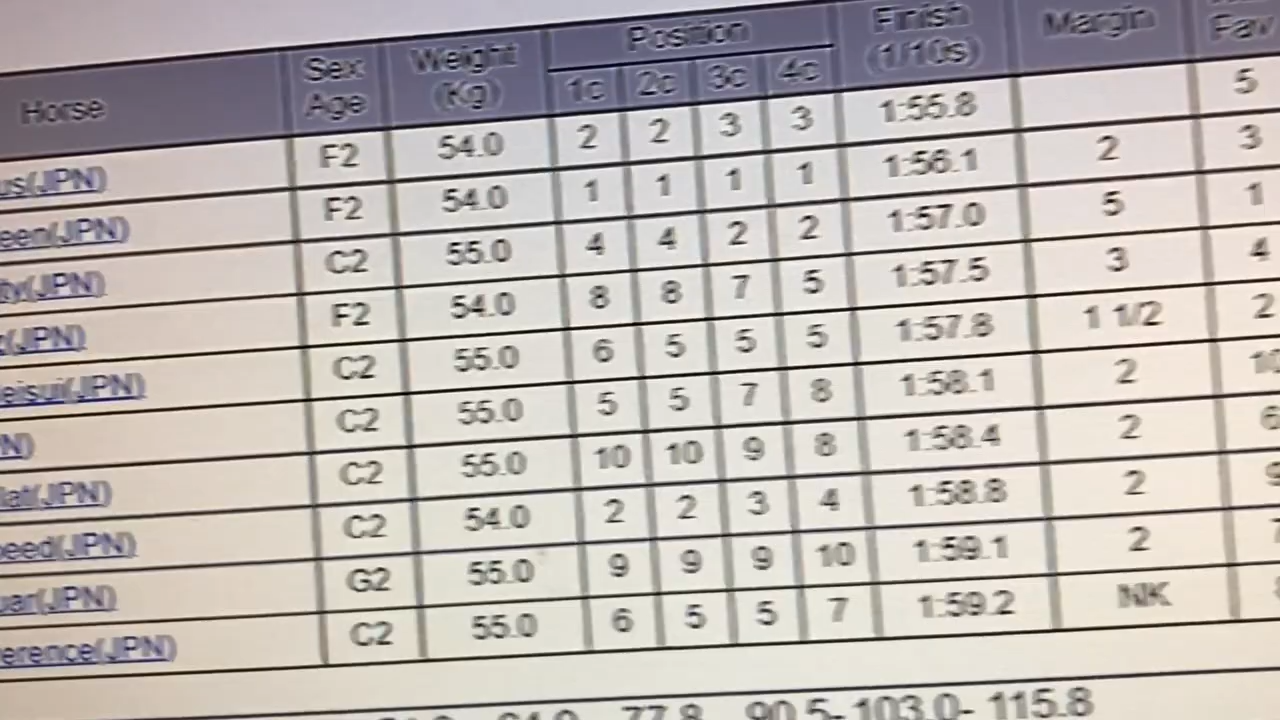 Horse Sex Age Weight (Kg) Position 1c 2c 3c 4c Finish (1/10s) Margin Fav
us(JPN) F2 54.0 2 2 3 3 1:55.8 5
een(JPN) F2 54.0 1 1 1 1 1:56.1 2 3
ty(JPN) C2 55.0 4 4 2 2 1:57.0 5 1
(JPN) F2 54.0 8 8 7 5 1:57.5 3 4
eisui(JPN) C2 55.0 6 5 5 5 1:57.8 1 1/2 2
N) C2 55.0 5 5 7 8 1:58.1 2 10
lat(JPN) C2 55.0 10 10 9 8 1:58.4 2 6
eed(JPN) C2 54.0 2 2 3 4 1:58.8 2 9
uar(JPN) G2 55.0 9 9 9 10 1:59.1 2
erence(JPN) C2 55.0 6 5 5 7 1:59.2 NK
77.8 90.5- 103.0- 115.8